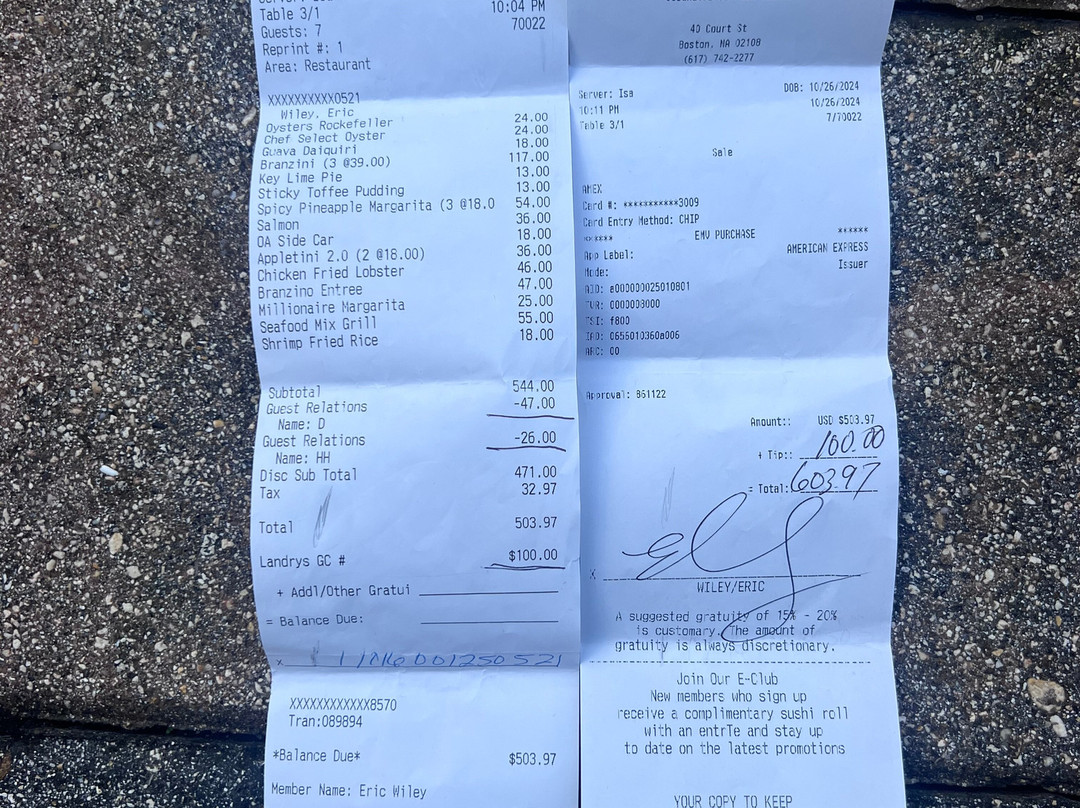 Table 3/1
10:04 PM
Guests: 7
70022
Reprint #: 1
Area: Restaurant
XXXXXXXXXX0521
Wiley, Eric
Oysters Rockefeller 24.00
Chef Select Oyster 24.00
Guava Daiquiri 18.00
Branzini (3 @39.00) 117.00
Key Lime Pie 13.00
Sticky Toffee Pudding 13.00
Spicy Pineapple Margarita (3 @18.0 54.00
Salmon 36.00
OA Side Car 18.00
Appletini 2.0 (2 @18.00) 36.00
Chicken Fried Lobster 46.00
Branzino Entree 47.00
Millionaire Margarita 25.00
Seafood Mix Grill 55.00
Shrimp Fried Rice 18.00
Subtotal 544.00
Guest Relations -47.00
Name: D
Guest Relations -26.00
Name: HH
Disc Sub Total 471.00
Tax 32.97
Total 503.97
Landrys GC # $100.00
+ Addl/Other Gratui
= Balance Due:
x
XXXXXXXXXXXX8570
Tran:089894
*Balance Due* $503.97
Member Name: Eric Wiley
40 Court St
Boston, MA 02108
(617) 742-2277
Server: Isa DOB: 10/26/2024
10:11 PM 10/26/2024
Table 3/1 7/70022
Sale
AMEX
Card #: ***********3009
Card Entry Method: CHIP
****** EMV PURCHASE ******
App Label: AMERICAN EXPRESS
Mode: Issuer
AID: a000000025010801
TVR: 0000008000
TSI: f800
IAD: 0656010360a006
ARC: 00
Approval: 861122
Amount:: USD $503.97
+ Tip:: 100.00
= Total: 603.97
X
WILEY/ERIC
A suggested gratuity of 15% - 20%
is customary. The amount of
gratuity is always discretionary.
Join Our E-Club
New members who sign up
receive a complimentary sushi roll
with an entrTe and stay up
to date on the latest promotions
YOUR COPY TO KEEP